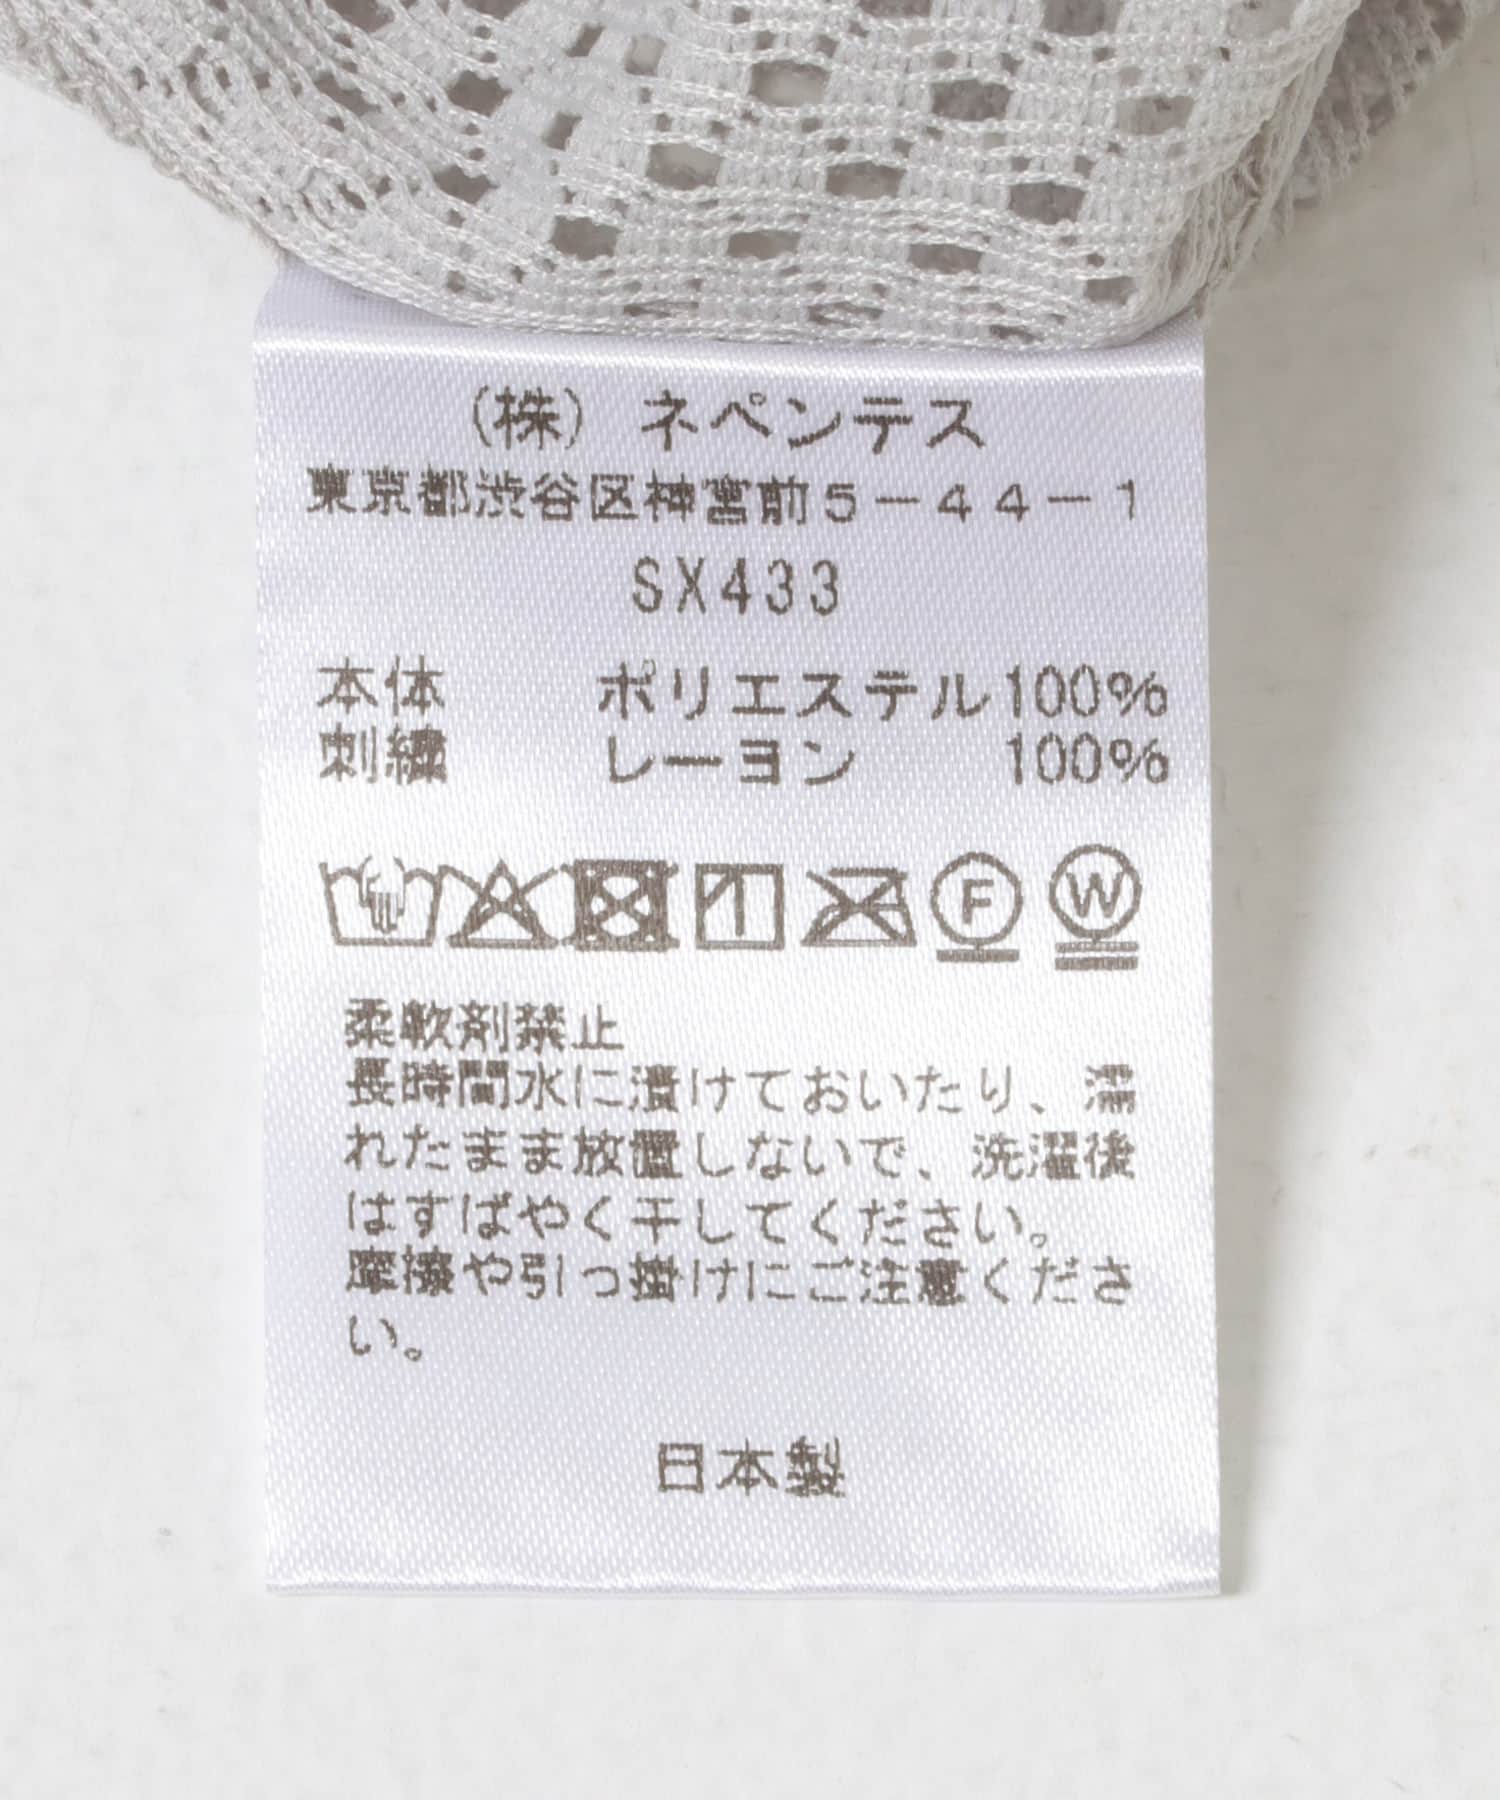 (株) ネペンテス
東京都渋谷区神宮前5-44-1
SX433
本体 ポリエステル100%
刺繍 レーヨン 100%
F W
柔軟剤禁止
長時間水に漬けておいたり、濡
れたまま放置しないで、洗濯後
はすばやく干してください。
摩擦や引っ掛けにご注意くださ
い。
日本製